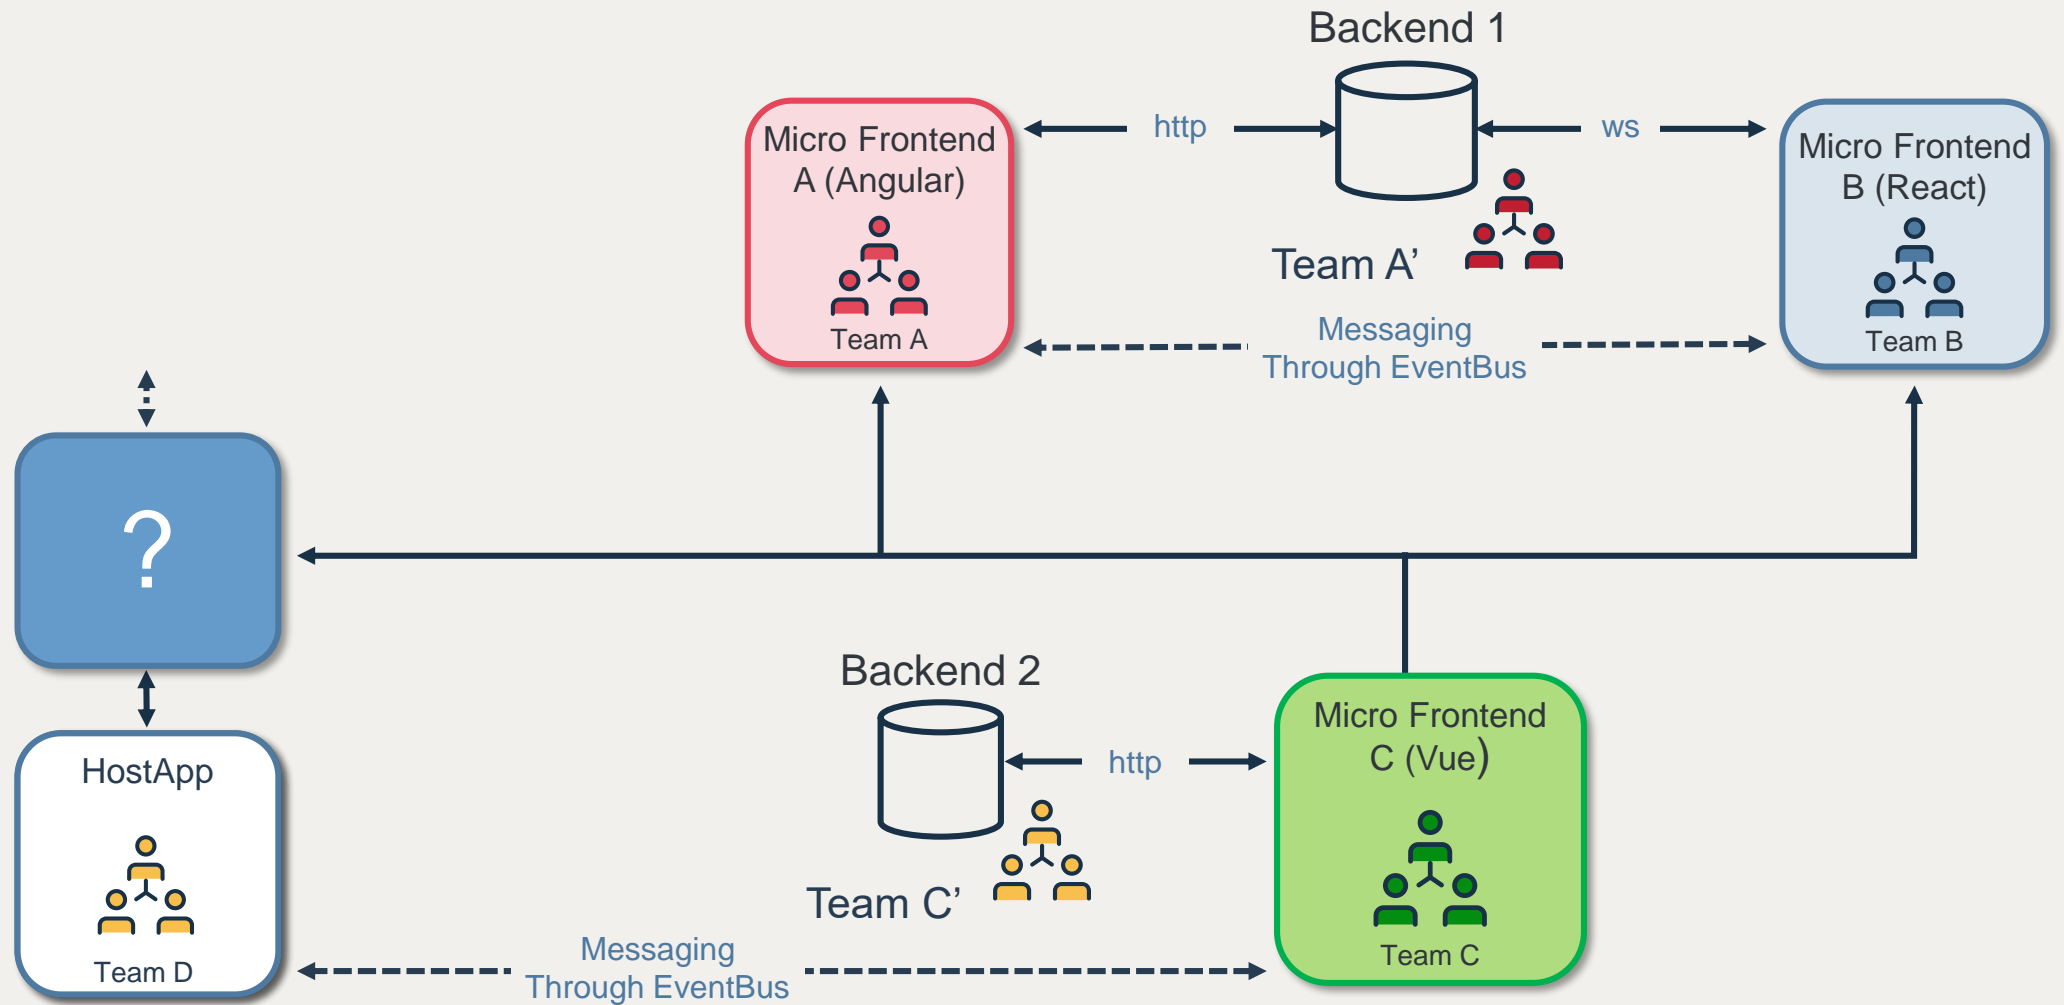 Backend 1
Micro Frontend
A (Angular)
Team A
http
ws
Team A’
Messaging
Through EventBus
Micro Frontend
B (React)
Team B
?
HostApp
Team D
Backend 2
http
Team C’
Messaging
Through EventBus
Micro Frontend
C (Vue)
Team C